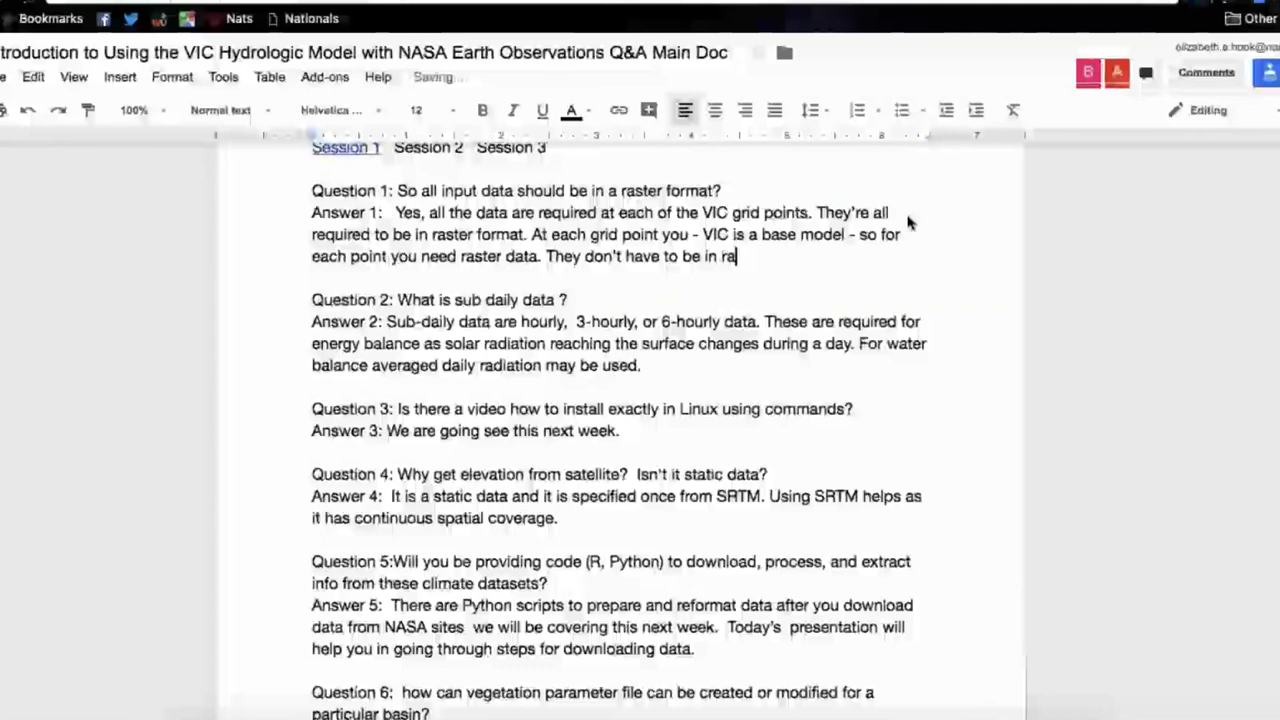 Bookmarks Nats Nationals Other
troduction to Using the VIC Hydrologic Model with NASA Earth Observations Q&A Main Doc
Edit View Insert Format Tools Table Add-ons Help Saving...
B A Comments
100% Normal text Helvetica ... 12 B I U A Editing
2 3 4 5 6 7
Session 1 Session 2 Session 3
Question 1: So all input data should be in a raster format?
Answer 1: Yes, all the data are required at each of the VIC grid points. They're all
required to be in raster format. At each grid point you - VIC is a base model - so for
each point you need raster data. They don't have to be in ra
Question 2: What is sub daily data ?
Answer 2: Sub-daily data are hourly, 3-hourly, or 6-hourly data. These are required for
energy balance as solar radiation reaching the surface changes during a day. For water
balance averaged daily radiation may be used.
Question 3: Is there a video how to install exactly in Linux using commands?
Answer 3: We are going see this next week.
Question 4: Why get elevation from satellite? Isn't it static data?
Answer 4: It is a static data and it is specified once from SRTM. Using SRTM helps as
it has continuous spatial coverage.
Question 5:Will you be providing code (R, Python) to download, process, and extract
info from these climate datasets?
Answer 5: There are Python scripts to prepare and reformat data after you download
data from NASA sites we will be covering this next week. Today's presentation will
help you in going through steps for downloading data.
Question 6: how can vegetation parameter file can be created or modified for a
particular basin?